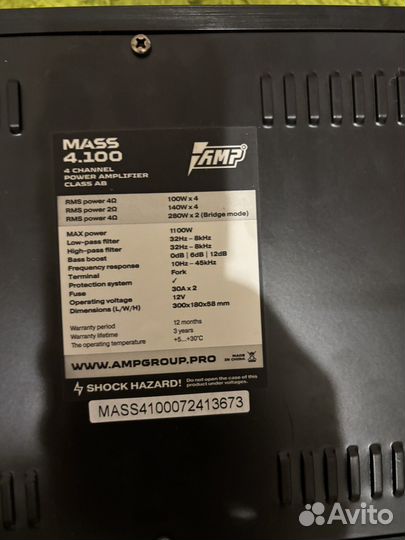 MASS
4.100
4 CHANNEL
POWER AMPLIFIER
CLASS AB
AMP
RMS power 4Ω 100W x 4
RMS power 2Ω 140W x 4
RMS power 4Ω 280W x 2 (Bridge mode)
MAX power 1100W
Low-pass filter 32Hz – 8kHz
High-pass filter 32Hz – 8kHz
Bass boost 0dB | 6dB | 12dB
Frequency response 10Hz – 45kHz
Terminal Fork
Protection system ✓
Fuse 30A x 2
Operating voltage 12V
Dimensions (L/W/H) 300x180x58 mm
Warranty period 12 months
Warranty lifetime 3 years
The operating temperature +5...+30°C
WWW.AMPGROUP.PRO
MADE IN CHINA
SHOCK HAZARD! Do not open the case of this
product under voltages.
MASS4100072413673
Avito